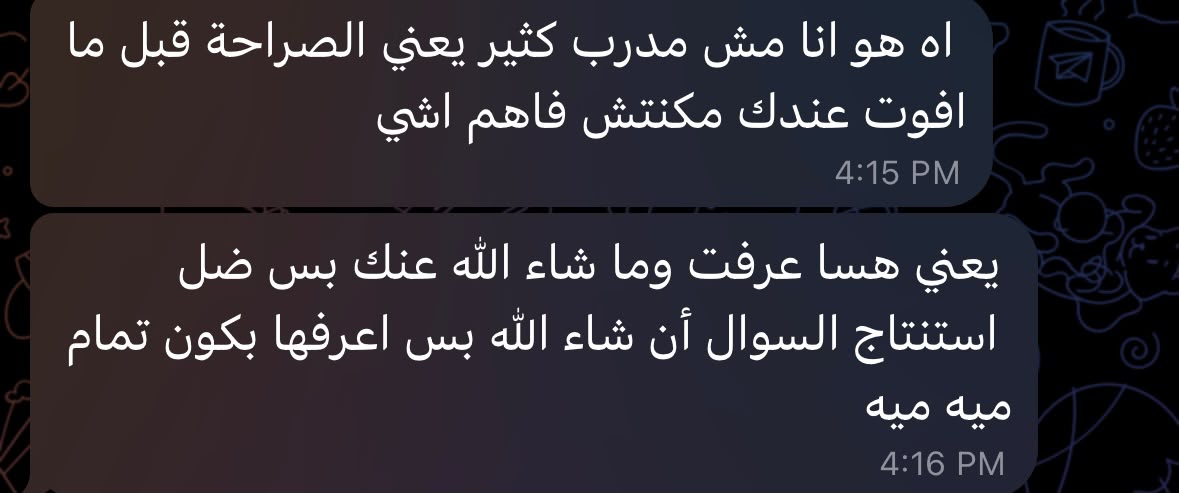 اه هو انا مش مدرب كثير يعني الصراحة قبل ما
افوت عندك مكنتش فاهم اشي
4:15 PM
يعني هسا عرفت وما شاء الله عنك بس ضل
استنتاج السوال أن شاء الله بس اعرفها بكون تمام
ميه ميه
4:16 PM